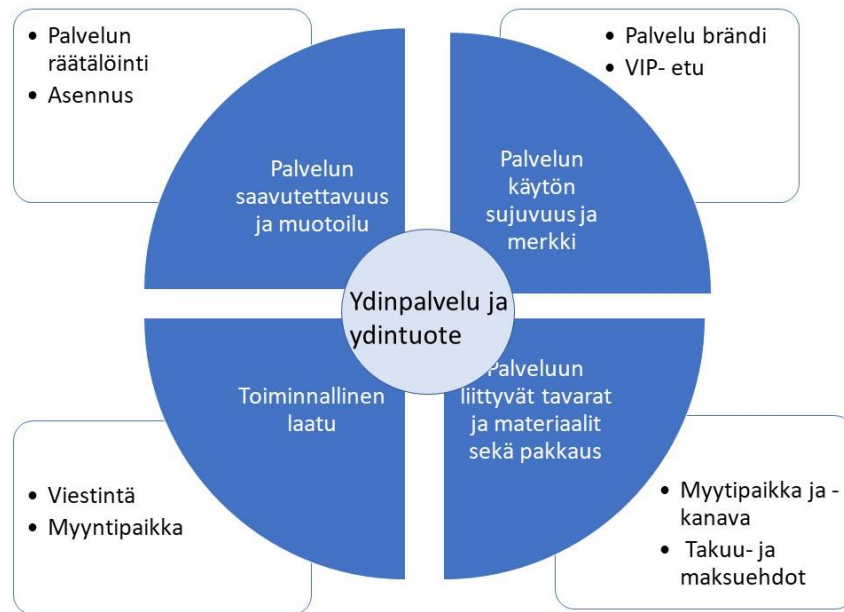 • Palvelun
räätälöinti
• Asennus
• Palvelu brändi
• VIP- etu
Palvelun
saavutettavuus
ja muotoilu
Palvelun
käytön
sujuvuus ja
merkki
Ydinpalvelu ja
ydintuote
Toiminnallinen
laatu
Palveluun
liittyvät tavarat
ja materiaalit
sekä pakkaus
• Viestintä
• Myyntipaikka
• Myytipaikka ja -
kanava
• Takuu- ja
maksuehdot